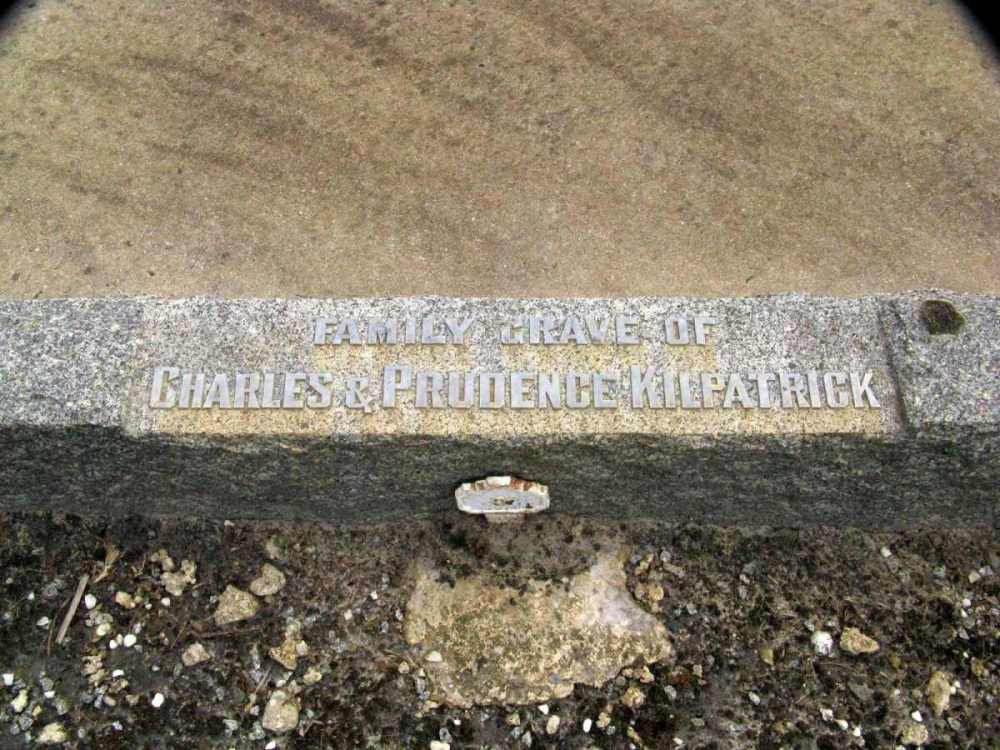 FAMILY GRAVE OF
CHARLES & PRUDENCE KILPATRICK